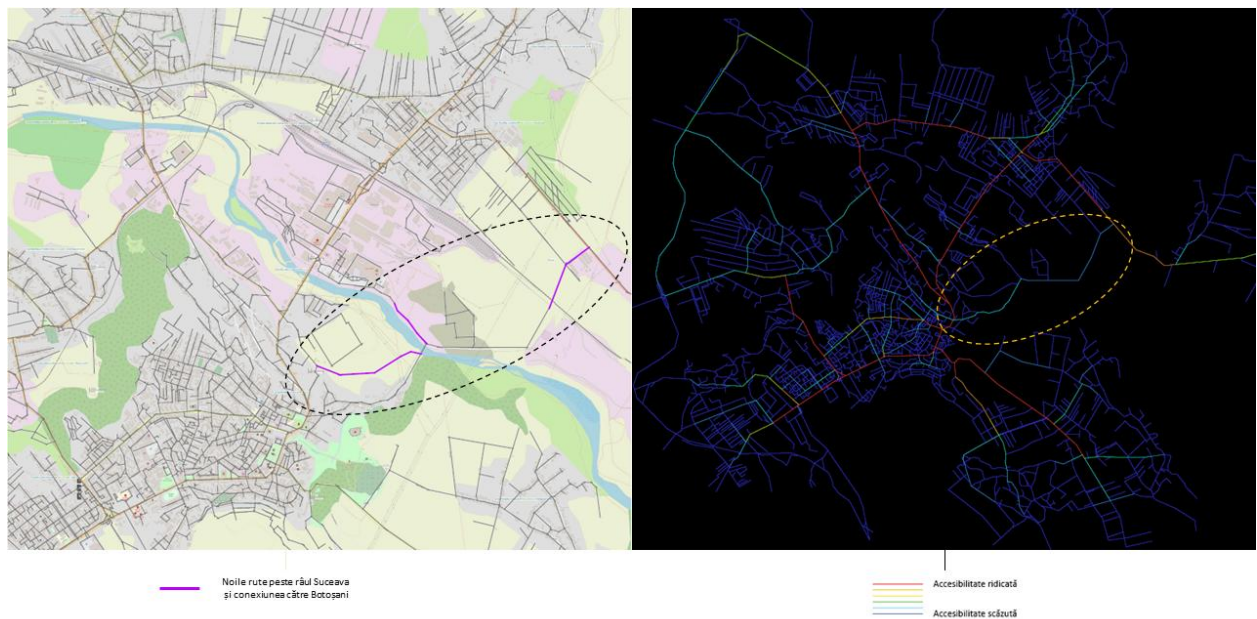 Noile rute peste râul Suceava
și conexiunea către Botoșani
Accesibilitate ridicată
Accesibilitate scăzută